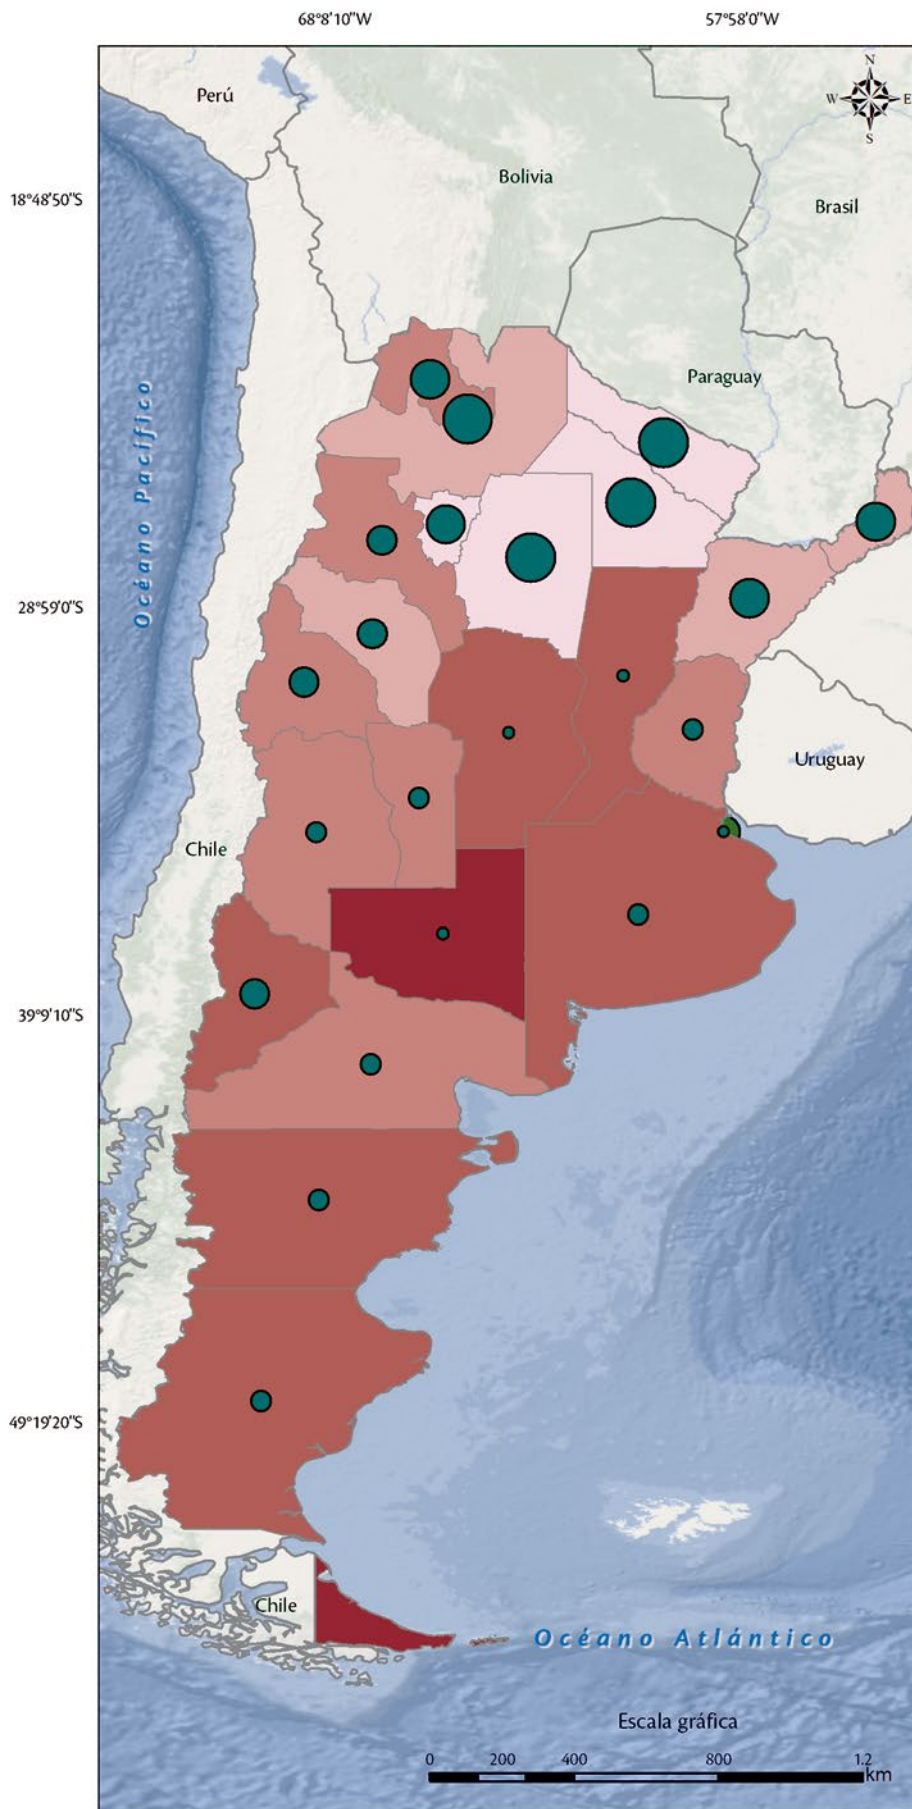 68°8'10"W
57°58'0"W
Perú
N
W
E
S
Bolivia
18°48'50"S
Brasil
Paraguay
Océano Pacífico
28°59'0"S
Uruguay
Chile
39°9'10"S
49°19'20"S
Chile
Océano Atlántico
Escala gráfica
0 200 400 800 1.2
km